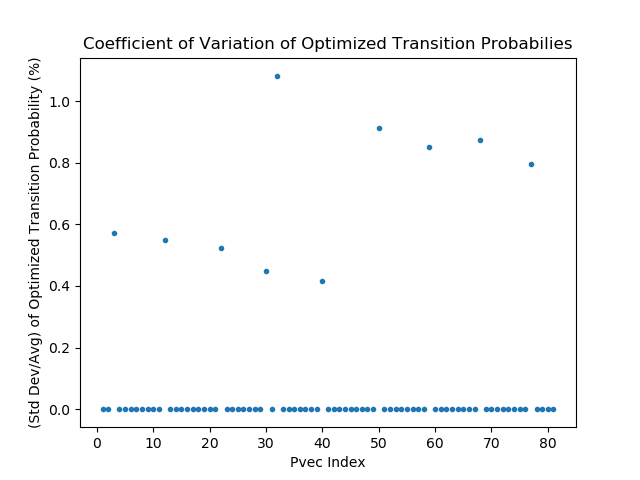 Coefficient of Variation of Optimized Transition Probabilies
(Std Dev/Avg) of Optimized Transition Probability (%)
1.0
0.8
0.6
0.4
0.2
0.0
0 10 20 30 40 50 60 70 80
Pvec Index